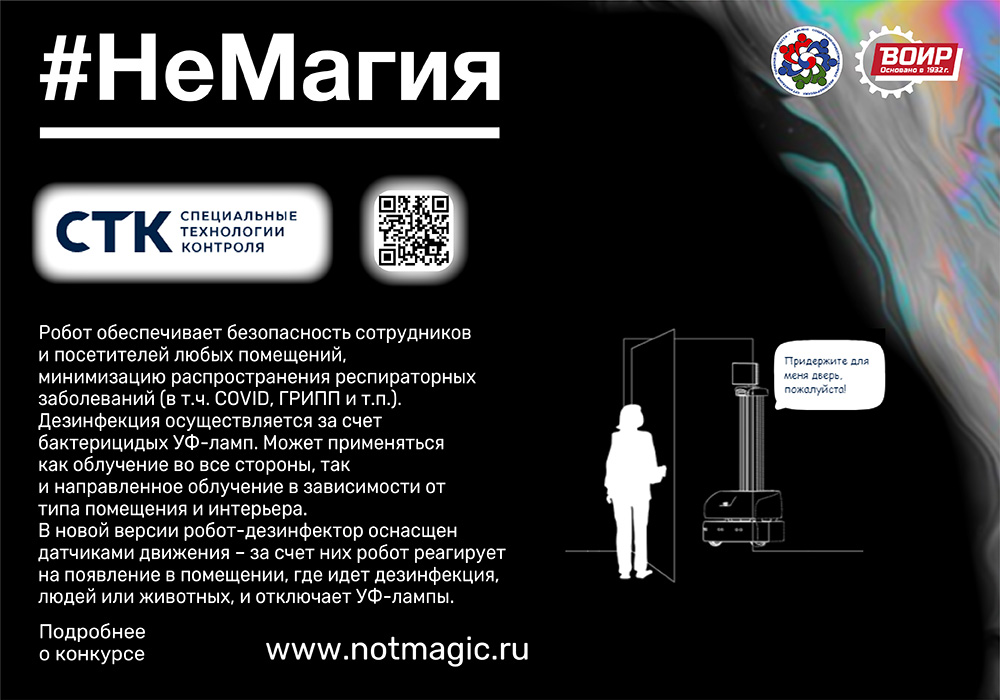 #НеМагия
ВОИР
Основано в 1932 г.
СТК
СПЕЦИАЛЬНЫЕ
ТЕХНОЛОГИИ
КОНТРОЛЯ
Робот обеспечивает безопасность сотрудников
и посетителей любых помещений,
минимизацию распространения респираторных
заболеваний (в т.ч. COVID, ГРИПП и т.п.).
Дезинфекция осуществляется за счет
бактерицидых УФ-ламп. Может применяться
как облучение во все стороны, так
и направленное облучение в зависимости от
типа помещения и интерьера.
В новой версии робот-дезинфектор оснасщен
датчиками движения – за счет них робот реагирует
на появление в помещении, где идет дезинфекция,
людей или животных, и отключает УФ-лампы.
Придержите для
меня дверь,
пожалуйста!
Подробнее
о конкурсе
www.notmagic.ru